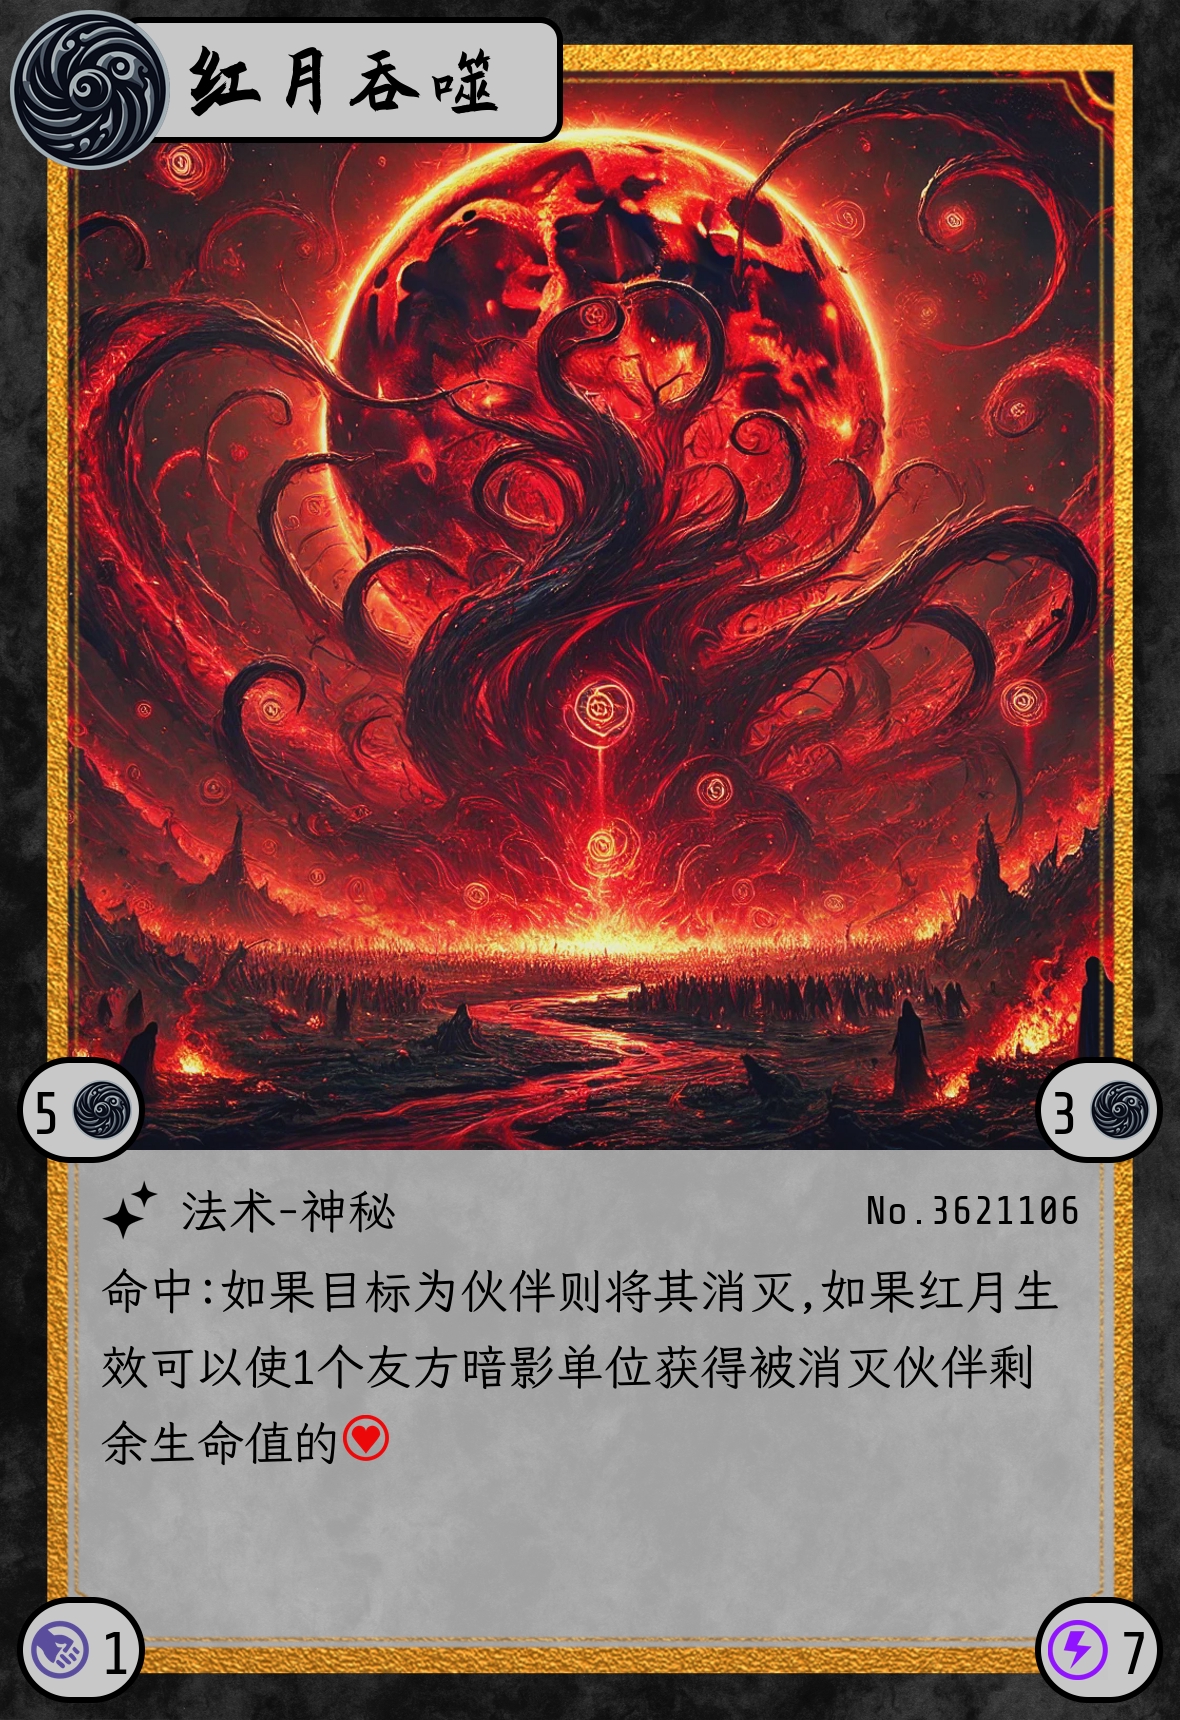 红月吞噬
5
3
法术-神秘
No.3621106
命中:如果目标为伙伴则将其消灭,如果红月生
效可以使1个友方暗影单位获得被消灭伙伴剩
余生命值的
1
7